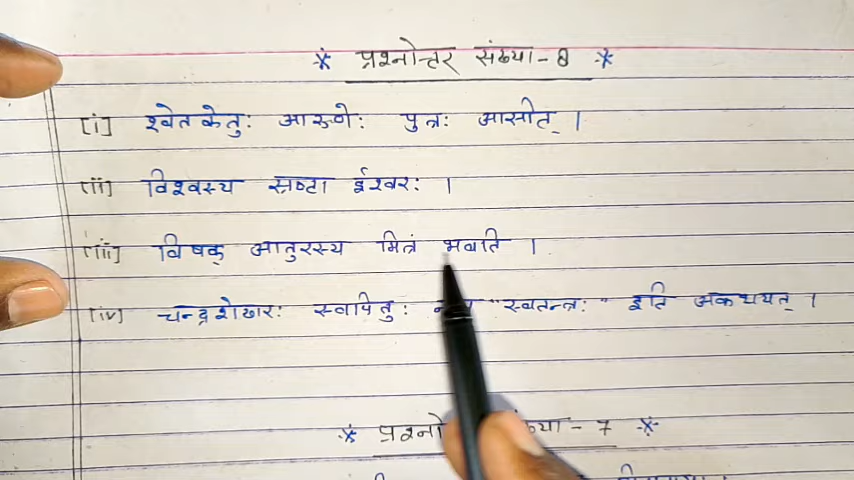 * प्रश्नोत्तर संख्या - 8 *
[i] श्वेतकेतुः आरुणेः पुत्रः आसीत् ।
[ii] विश्वस्य स्रष्टा ईश्वरः ।
[iii] विषक् आतुरस्य मित्रं भवति ।
[iv] चन्द्रशेखरः स्वपितुः "स्वतन्त्रः" इति अकथयत् ।
* - 7 *